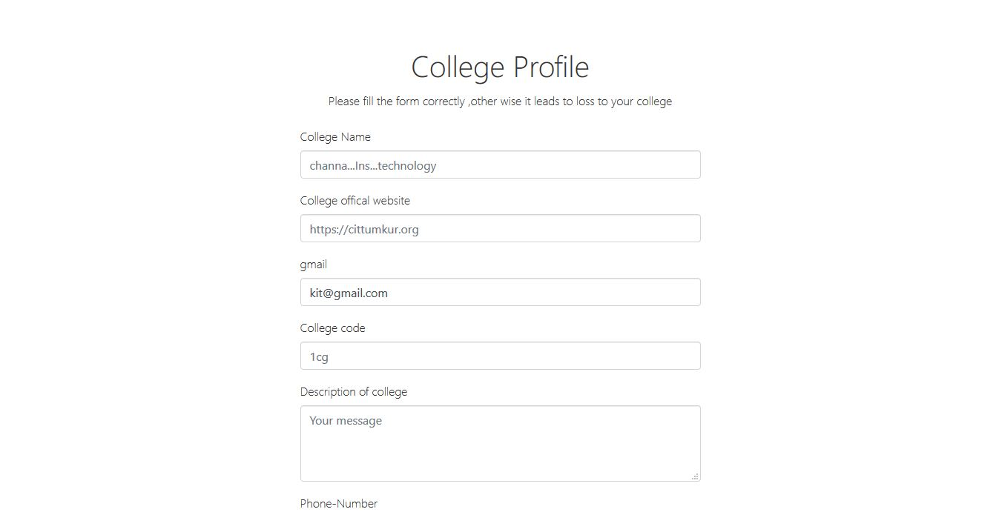 College Profile
Please fill the form correctly ,other wise it leads to loss to your college
College Name
channa...Ins...technology
College offical website
https://cittumkur.org
gmail
kit@gmail.com
College code
1cg
Description of college
Your message
Phone-Number